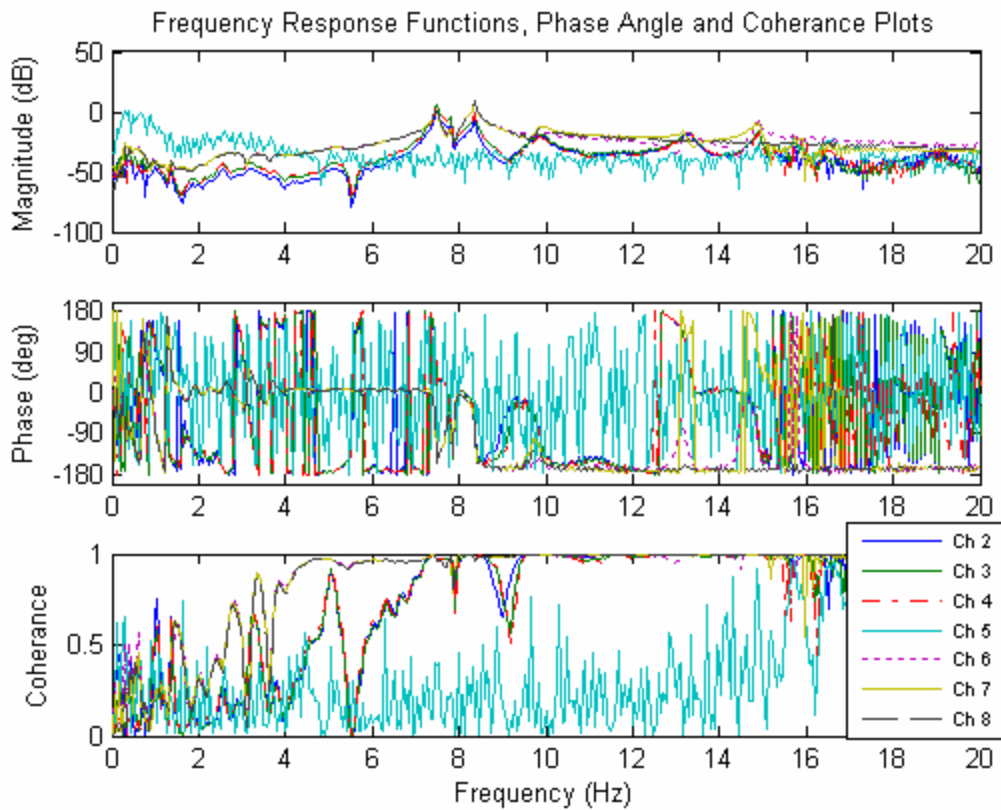 Frequency Response Functions, Phase Angle and Coherance Plots
Magnitude (dB)
50
0
-50
-100
0 2 4 6 8 10 12 14 16 18 20
Phase (deg)
180
90
0
-90
-180
0 2 4 6 8 10 12 14 16 18 20
Coherance
1
0.5
0
0 2 4 6 8 10 12 14 16 18 20
Frequency (Hz)
Ch 2
Ch 3
Ch 4
Ch 5
Ch 6
Ch 7
Ch 8